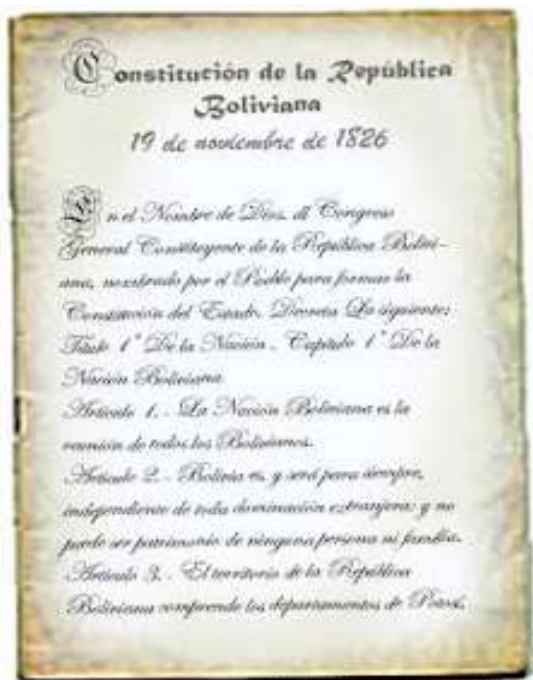 Constitución de la República
Boliviana
19 de noviembre de 1826
En el Nombre de Dios. dll Congreso
General Constituyente de la República Bolivi-
ana, nombrado por el Pueblo para formar la
Constitución del Estado. Decreta La siguiente:
Título 1° De la Nación. Capítulo 1° De la
Nación Boliviana
Artículo 1. - La Nación Boliviana es la
reunión de todos los Bolivianos.
Artículo 2. - Bolivia es, y será para siempre,
independiente de toda dominación extranjera: y no
puede ser patrimonio de ninguna persona ni familia.
Artículo 3. - El territorio de la República
Boliviana comprende los departamentos de Potosí,